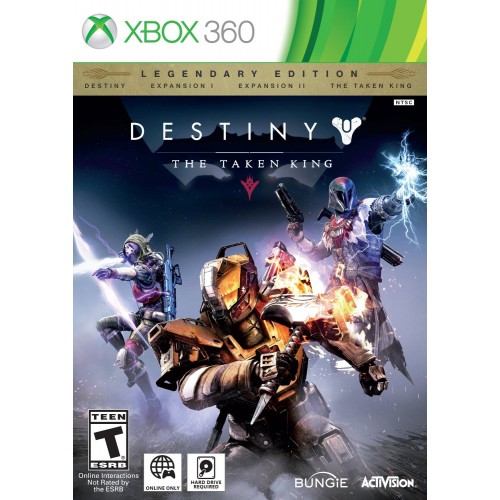 XBOX 360
LEGENDARY EDITION
DESTINY EXPANSION I EXPANSION II THE TAKEN KING
NTSC
DESTINY
THE TAKEN KING
TEEN
T
ESRB
Online Interactions
Not Rated by
the ESRB
ONLINE ONLY
HARD DRIVE
REQUIRED
BUNGIE ACTIVISION